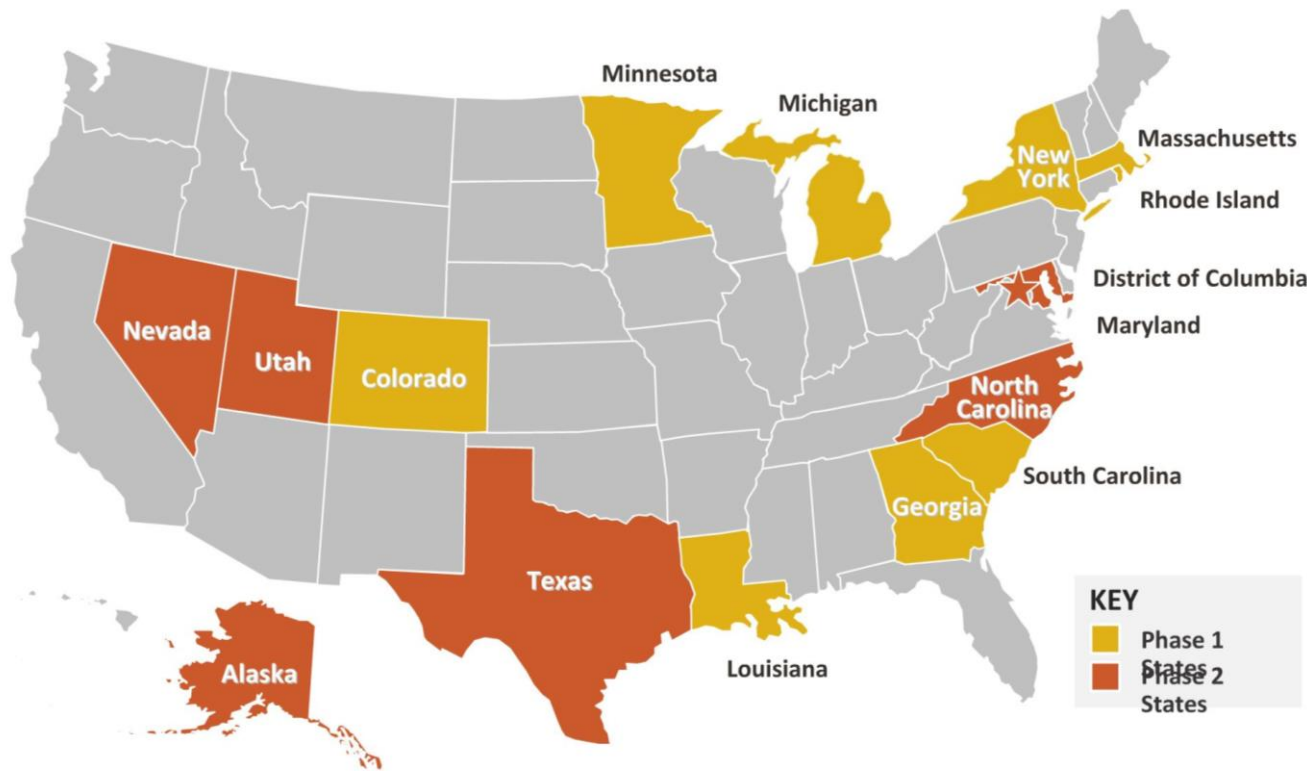 Minnesota
Michigan
Massachusetts
New
York
Rhode Island
District of Columbia
Maryland
Nevada
Utah
Colorado
North
Carolina
South Carolina
Georgia
Texas
Louisiana
Alaska
KEY
Phase 1
States
Phase 2
States